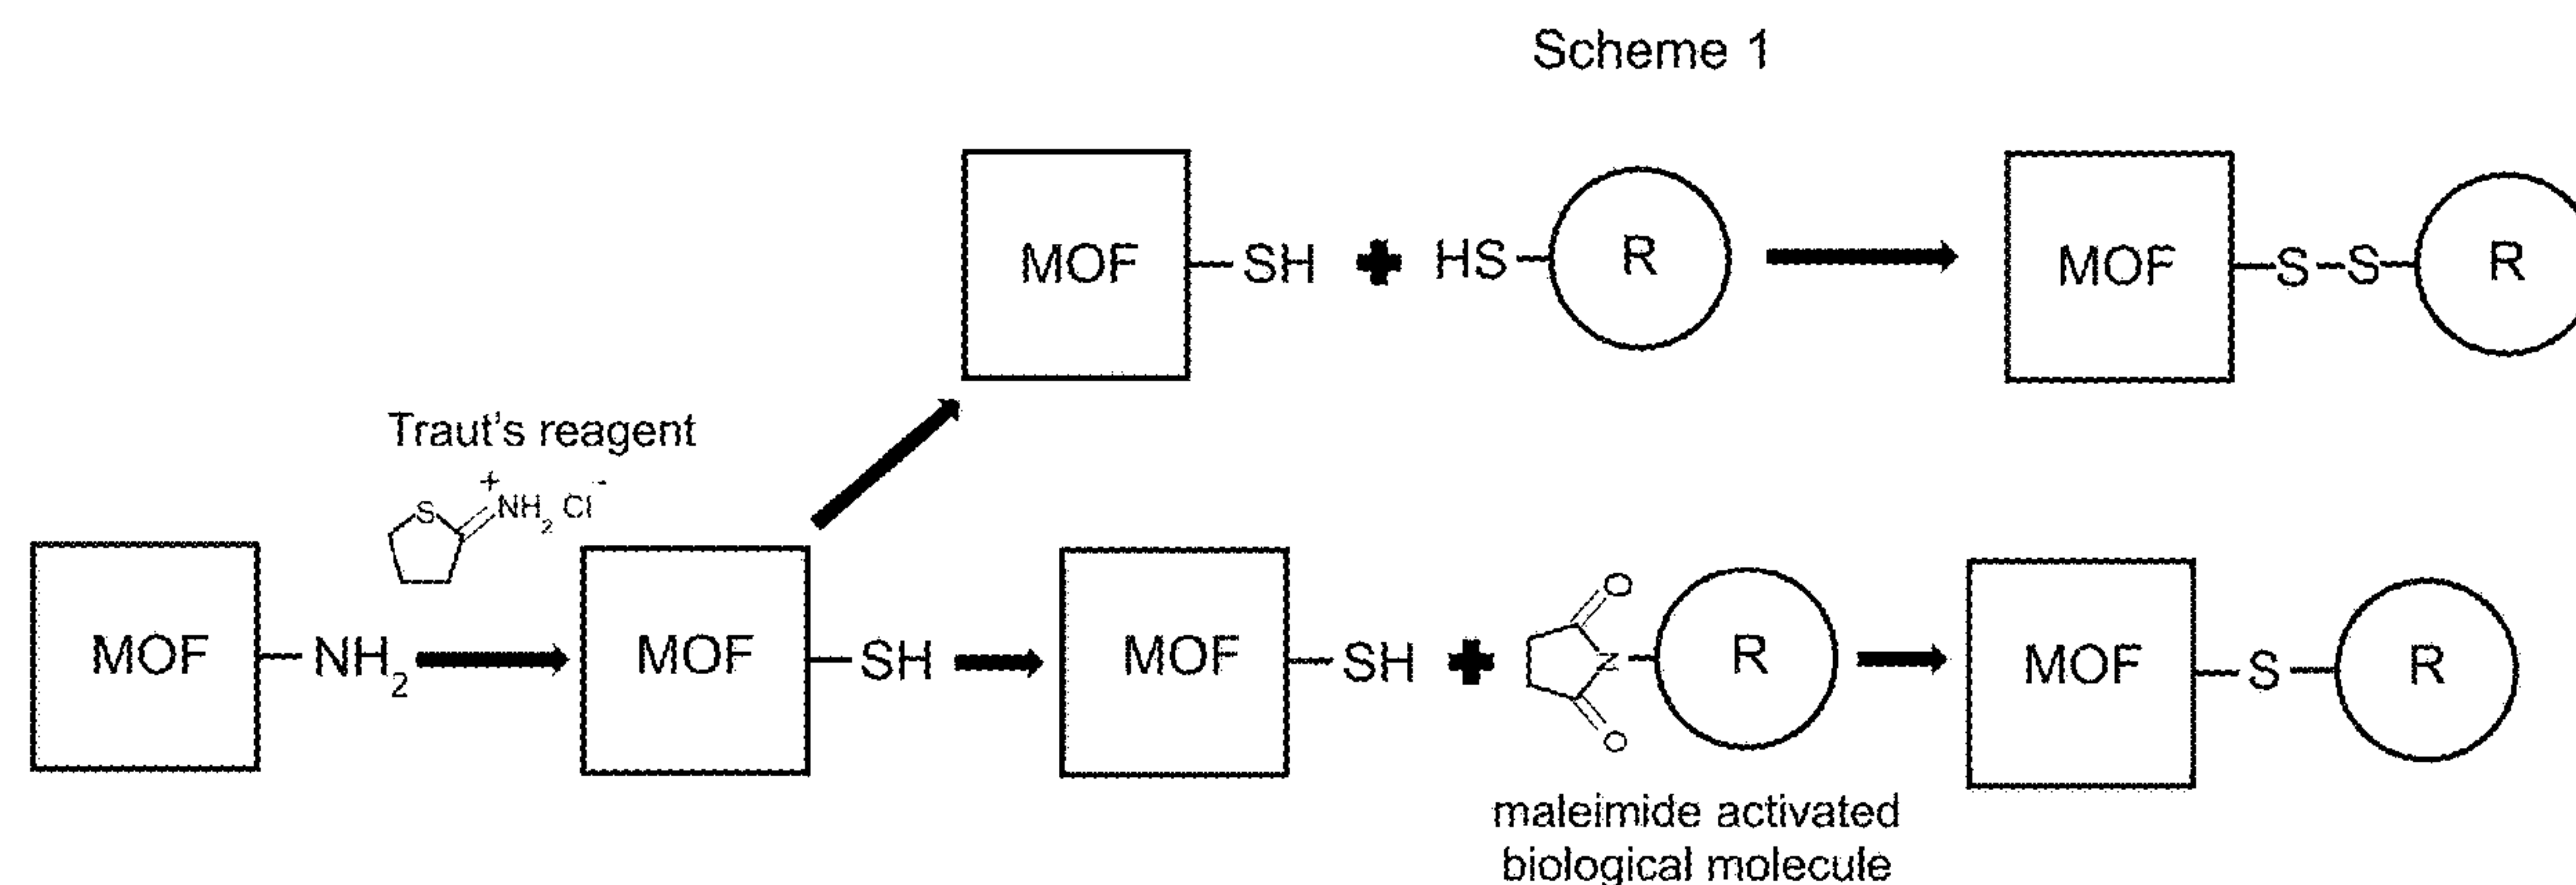 Scheme 1
MOF SH HS R MOF S S R
Traut's reagent
S + NH2 Cl-
MOF NH2 MOF SH MOF SH O N O R MOF S R
maleimide activated
biological molecule